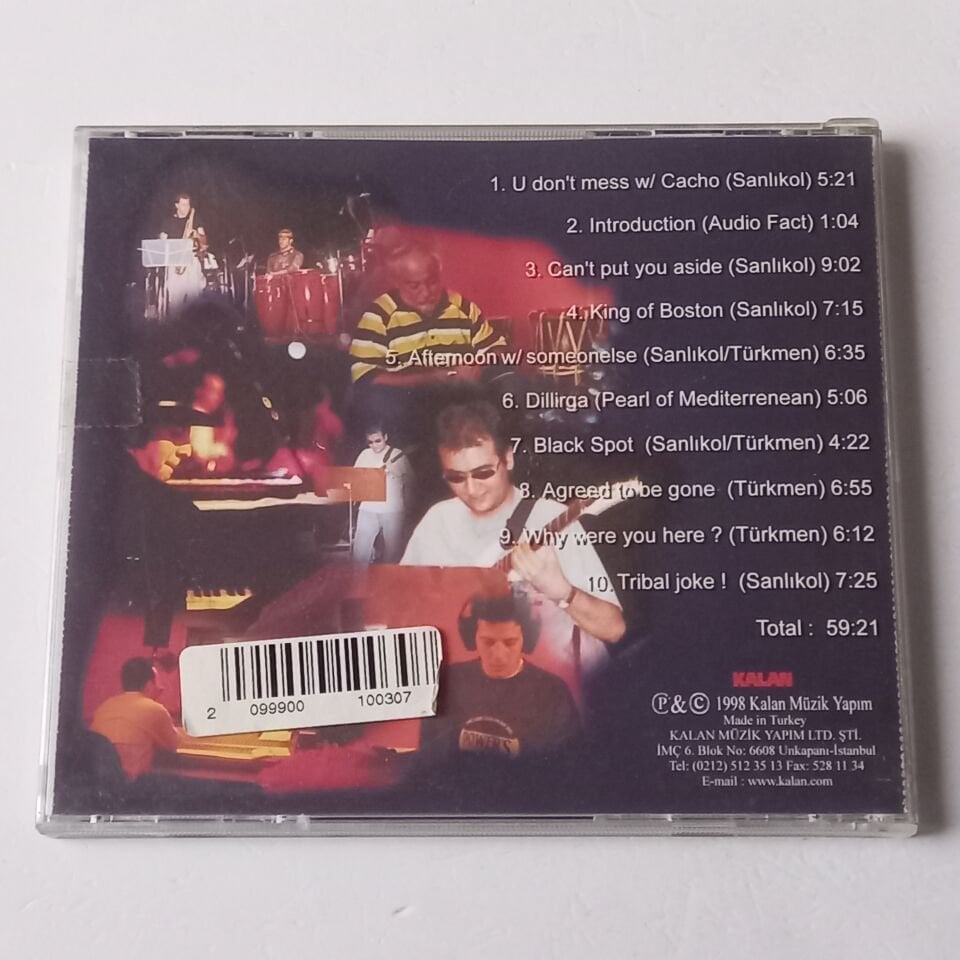 1. U don't mess w/ Cacho (Sanlıkol) 5:21
2. Introduction (Audio Fact) 1:04
3. Can't put you aside (Sanlıkol) 9:02
4. King of Boston (Sanlıkol) 7:15
5. Afternoon w/ someonelse (Sanlıkol/Türkmen) 6:35
6. Dillirga (Pearl of Mediterrenean) 5:06
7. Black Spot (Sanlıkol/Türkmen) 4:22
8. Agreed to be gone (Türkmen) 6:55
9. Why were you here ? (Türkmen) 6:12
10. Tribal joke ! (Sanlıkol) 7:25
Total : 59:21
KALAN
℗ & © 1998 Kalan Müzik Yapım
Made in Turkey
KALAN MÜZİK YAPIM LTD. ŞTİ.
İMÇ 6. Blok No: 6608 Unkapanı-İstanbul
Tel: (0212) 512 35 13 Fax: 528 11 34
E-mail : www.kalan.com
2 099900 100307